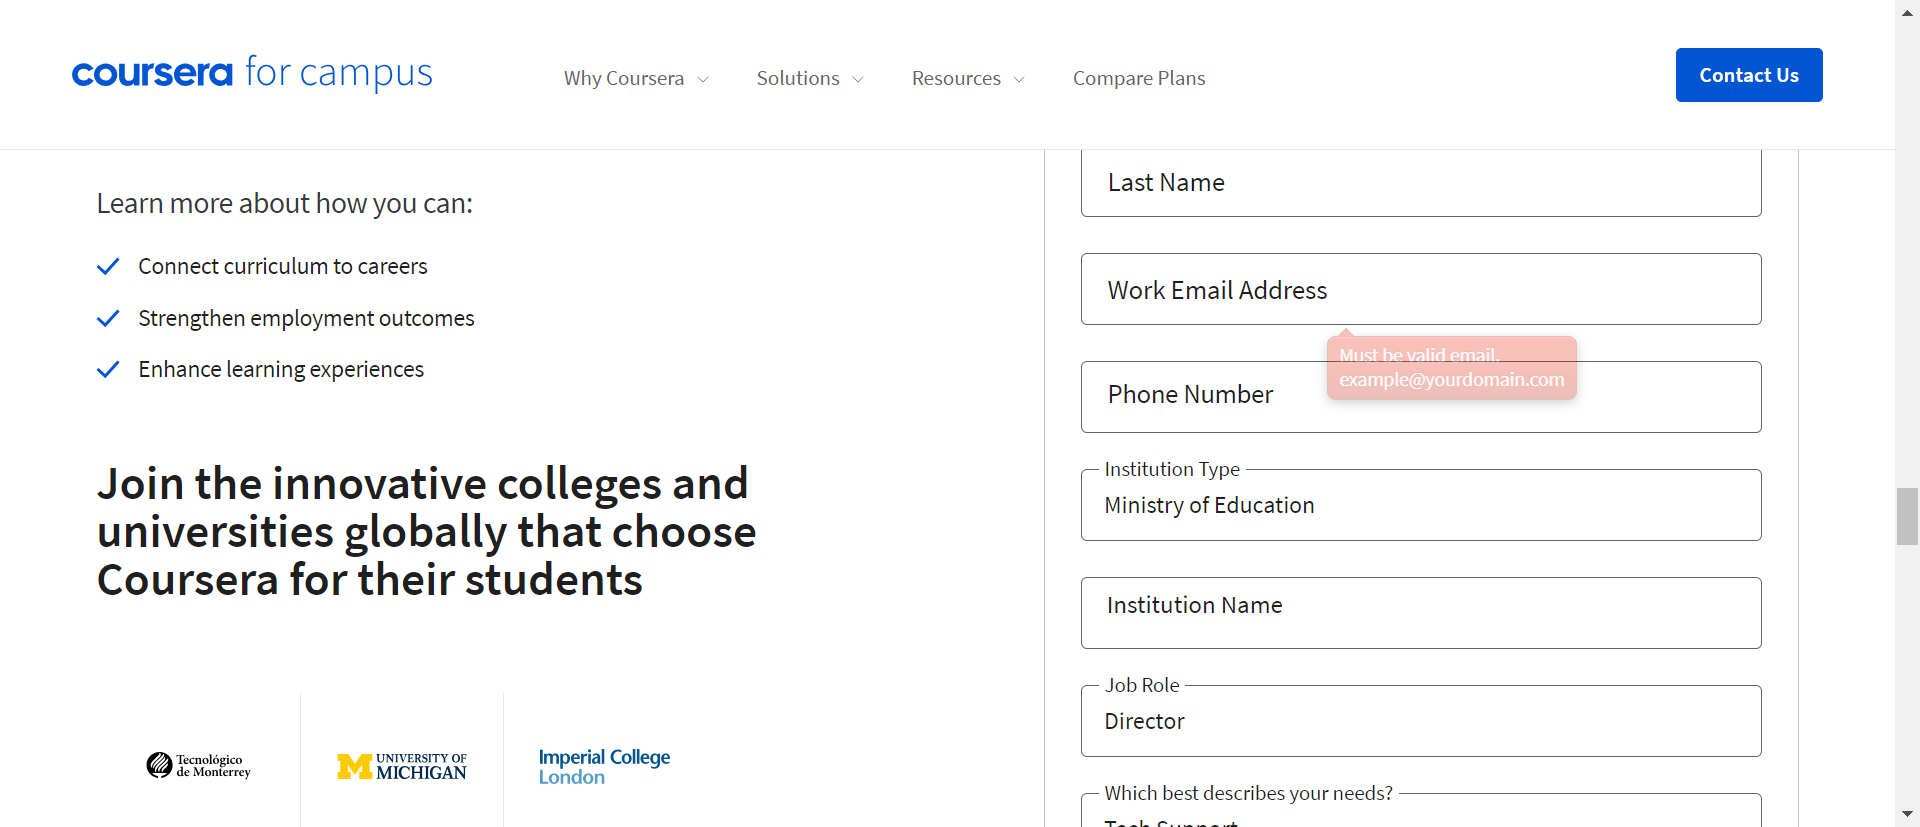 coursera for campus
Why Coursera
Solutions
Resources
Compare Plans
Contact Us
Learn more about how you can:
Connect curriculum to careers
Strengthen employment outcomes
Enhance learning experiences
Join the innovative colleges and
universities globally that choose
Coursera for their students
Tecnológico
de Monterrey
UNIVERSITY OF
MICHIGAN
Imperial College
London
Last Name
Work Email Address
Must be valid email.
example@yourdomain.com
Phone Number
Institution Type
Ministry of Education
Institution Name
Job Role
Director
Which best describes your needs?
Tech Support